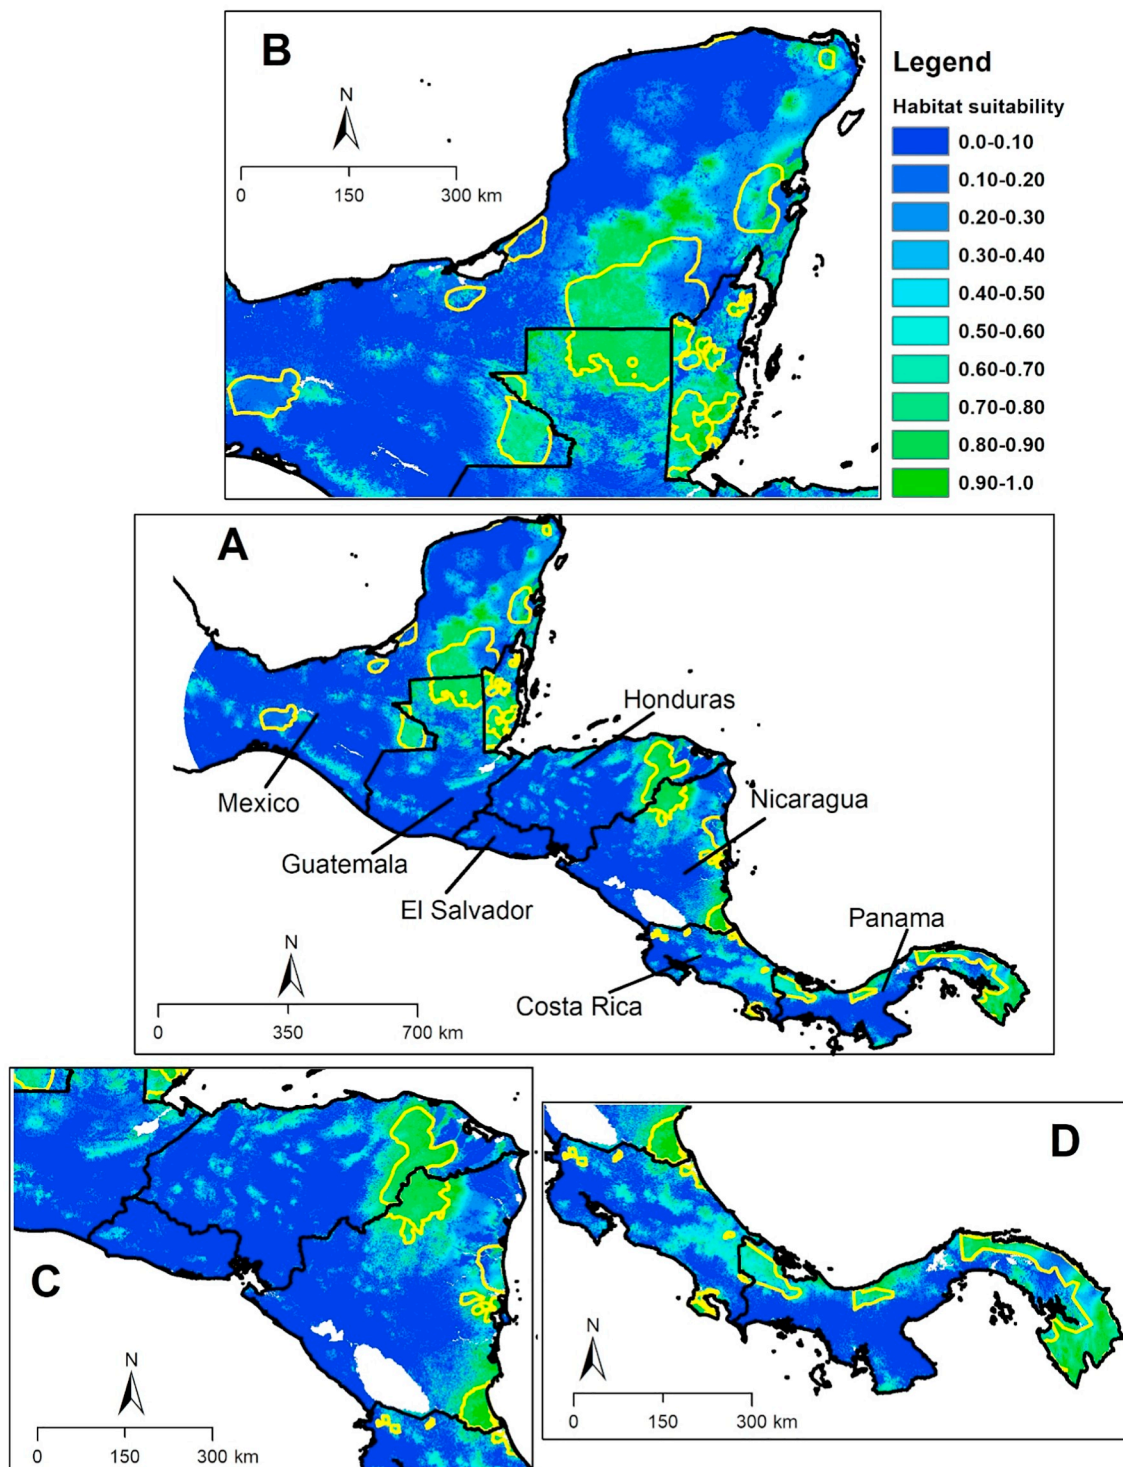 B
N
0 150 300 km
Legend
Habitat suitability
0.0-0.10
0.10-0.20
0.20-0.30
0.30-0.40
0.40-0.50
0.50-0.60
0.60-0.70
0.70-0.80
0.80-0.90
0.90-1.0
A
Honduras
Mexico
Nicaragua
Guatemala
El Salvador
Panama
N
Costa Rica
0 350 700 km
C
N
0 150 300 km
D
N
0 150 300 km